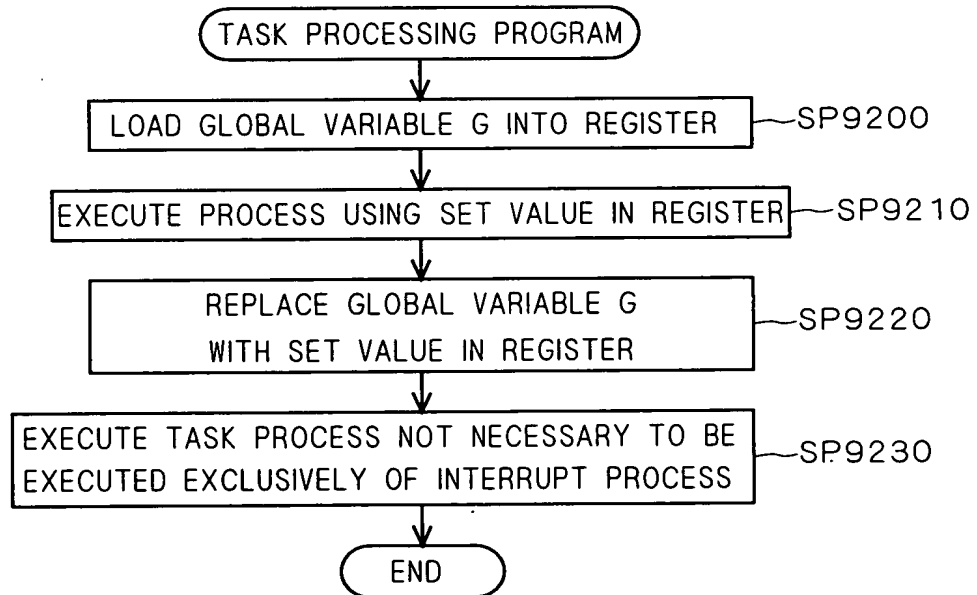 TASK PROCESSING PROGRAM
LOAD GLOBAL VARIABLE G INTO REGISTER
SP9200
EXECUTE PROCESS USING SET VALUE IN REGISTER
SP9210
REPLACE GLOBAL VARIABLE G
WITH SET VALUE IN REGISTER
SP9220
EXECUTE TASK PROCESS NOT NECESSARY TO BE
EXECUTED EXCLUSIVELY OF INTERRUPT PROCESS
SP9230
END